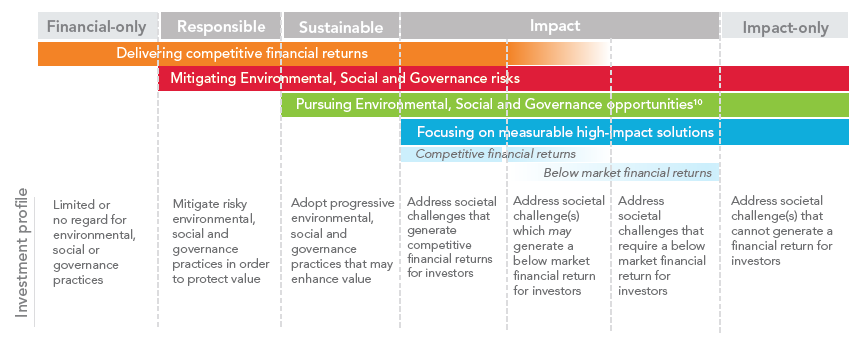 Financial-only
Responsible
Sustainable
Impact
Impact-only
Delivering competitive financial returns
Mitigating Environmental, Social and Governance risks
Pursuing Environmental, Social and Governance opportunities¹⁰
Focusing on measurable high-impact solutions
Competitive financial returns
Below market financial returns
Investment profile
Limited or
no regard for
environmental,
social or
governance
practices
Mitigate risky
environmental,
social and
governance
practices in order
to protect value
Adopt progressive
environmental,
social and
governance
practices that may
enhance value
Address societal
challenges that
generate
competitive
financial returns
for investors
Address societal
challenge(s)
which may
generate a
below market
financial return
for investors
Address
societal
challenges that
require a below
market financial
return for
investors
Address societal
challenge(s) that
cannot generate a
financial return for
investors